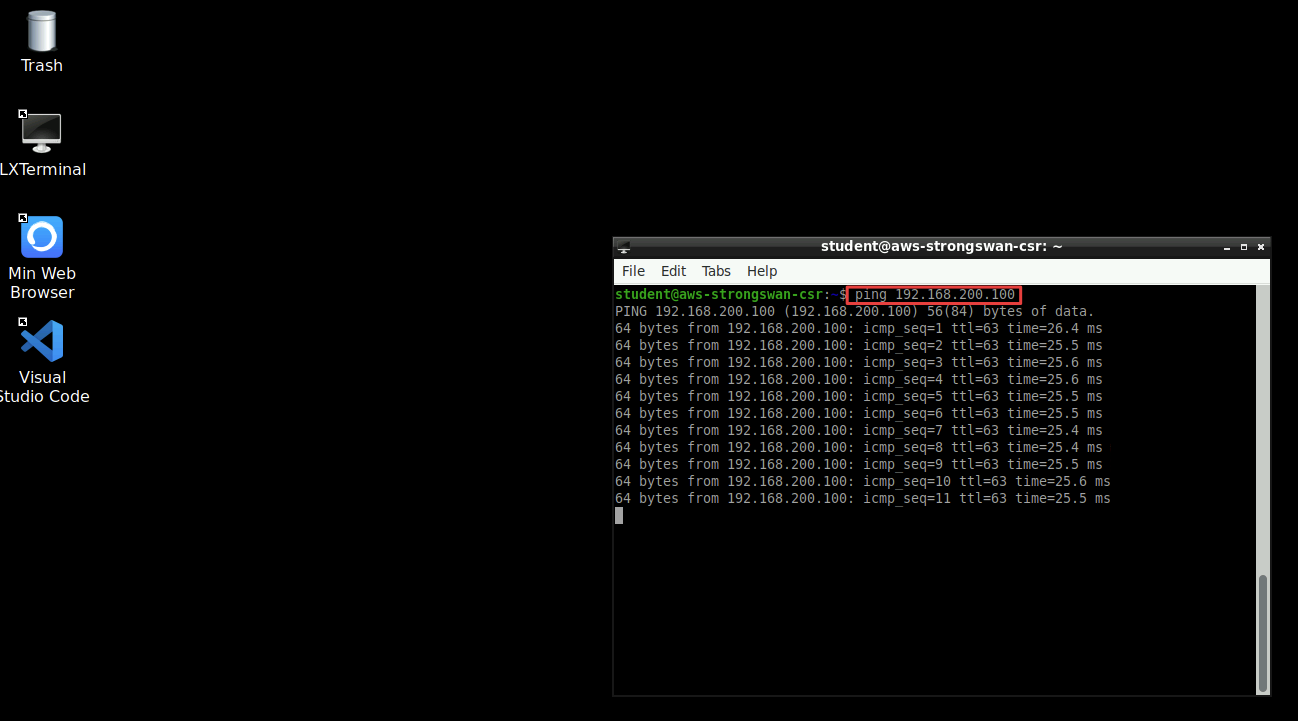 Trash
LXTerminal
Min Web
Browser
Visual
Studio Code
student@aws-strongswan-csr: ~
File Edit Tabs Help
student@aws-strongswan-csr:~$ ping 192.168.200.100
PING 192.168.200.100 (192.168.200.100) 56(84) bytes of data.
64 bytes from 192.168.200.100: icmp_seq=1 ttl=63 time=26.4 ms
64 bytes from 192.168.200.100: icmp_seq=2 ttl=63 time=25.5 ms
64 bytes from 192.168.200.100: icmp_seq=3 ttl=63 time=25.6 ms
64 bytes from 192.168.200.100: icmp_seq=4 ttl=63 time=25.6 ms
64 bytes from 192.168.200.100: icmp_seq=5 ttl=63 time=25.5 ms
64 bytes from 192.168.200.100: icmp_seq=6 ttl=63 time=25.5 ms
64 bytes from 192.168.200.100: icmp_seq=7 ttl=63 time=25.4 ms
64 bytes from 192.168.200.100: icmp_seq=8 ttl=63 time=25.4 ms
64 bytes from 192.168.200.100: icmp_seq=9 ttl=63 time=25.5 ms
64 bytes from 192.168.200.100: icmp_seq=10 ttl=63 time=25.6 ms
64 bytes from 192.168.200.100: icmp_seq=11 ttl=63 time=25.5 ms